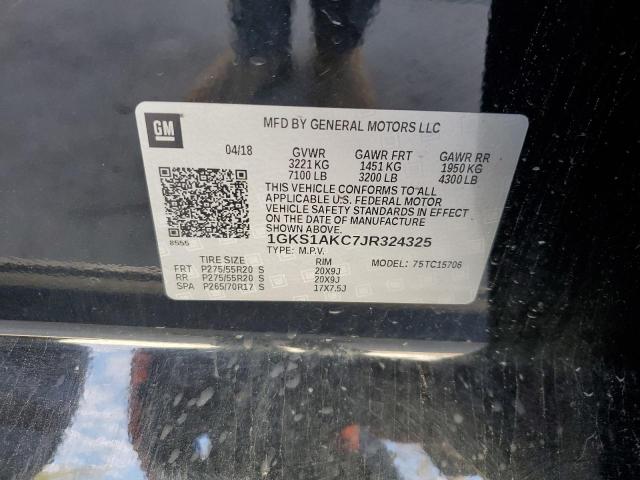 GM
MFD BY GENERAL MOTORS LLC
04/18 GVWR GAWR FRT GAWR RR
3221 KG 1451 KG 1950 KG
7100 LB 3200 LB 4300 LB
THIS VEHICLE CONFORMS TO ALL
APPLICABLE U.S. FEDERAL MOTOR
VEHICLE SAFETY STANDARDS IN EFFECT
ON THE DATE OF MANUFACTURE SHOWN
ABOVE.
1GKS1AKC7JR324325
8555
TYPE: M.P.V.
TIRE SIZE RIM MODEL: 75TC15706
FRT P275/55R20 S 20X9J
RR P275/55R20 S 20X9J
SPA P265/70R17 S 17X7.5J